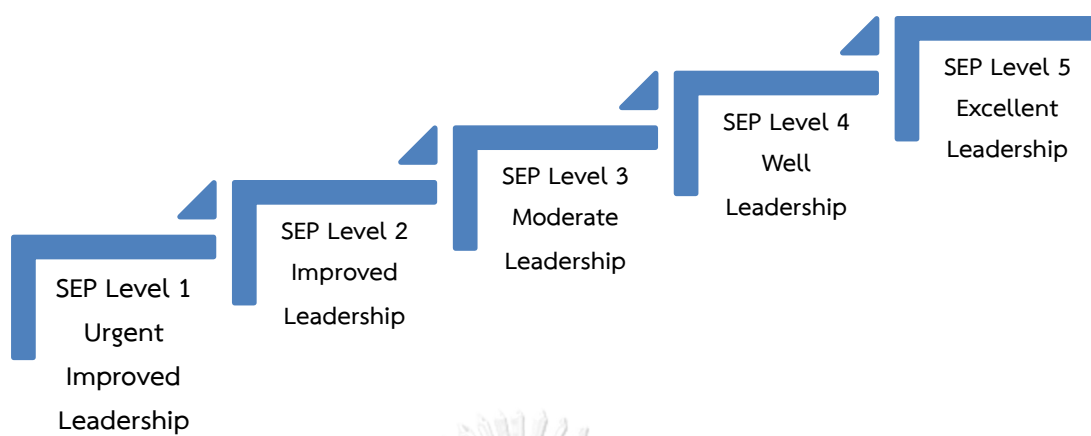 SEP Level 1
Urgent
Improved
Leadership
SEP Level 2
Improved
Leadership
SEP Level 3
Moderate
Leadership
SEP Level 4
Well
Leadership
SEP Level 5
Excellent
Leadership